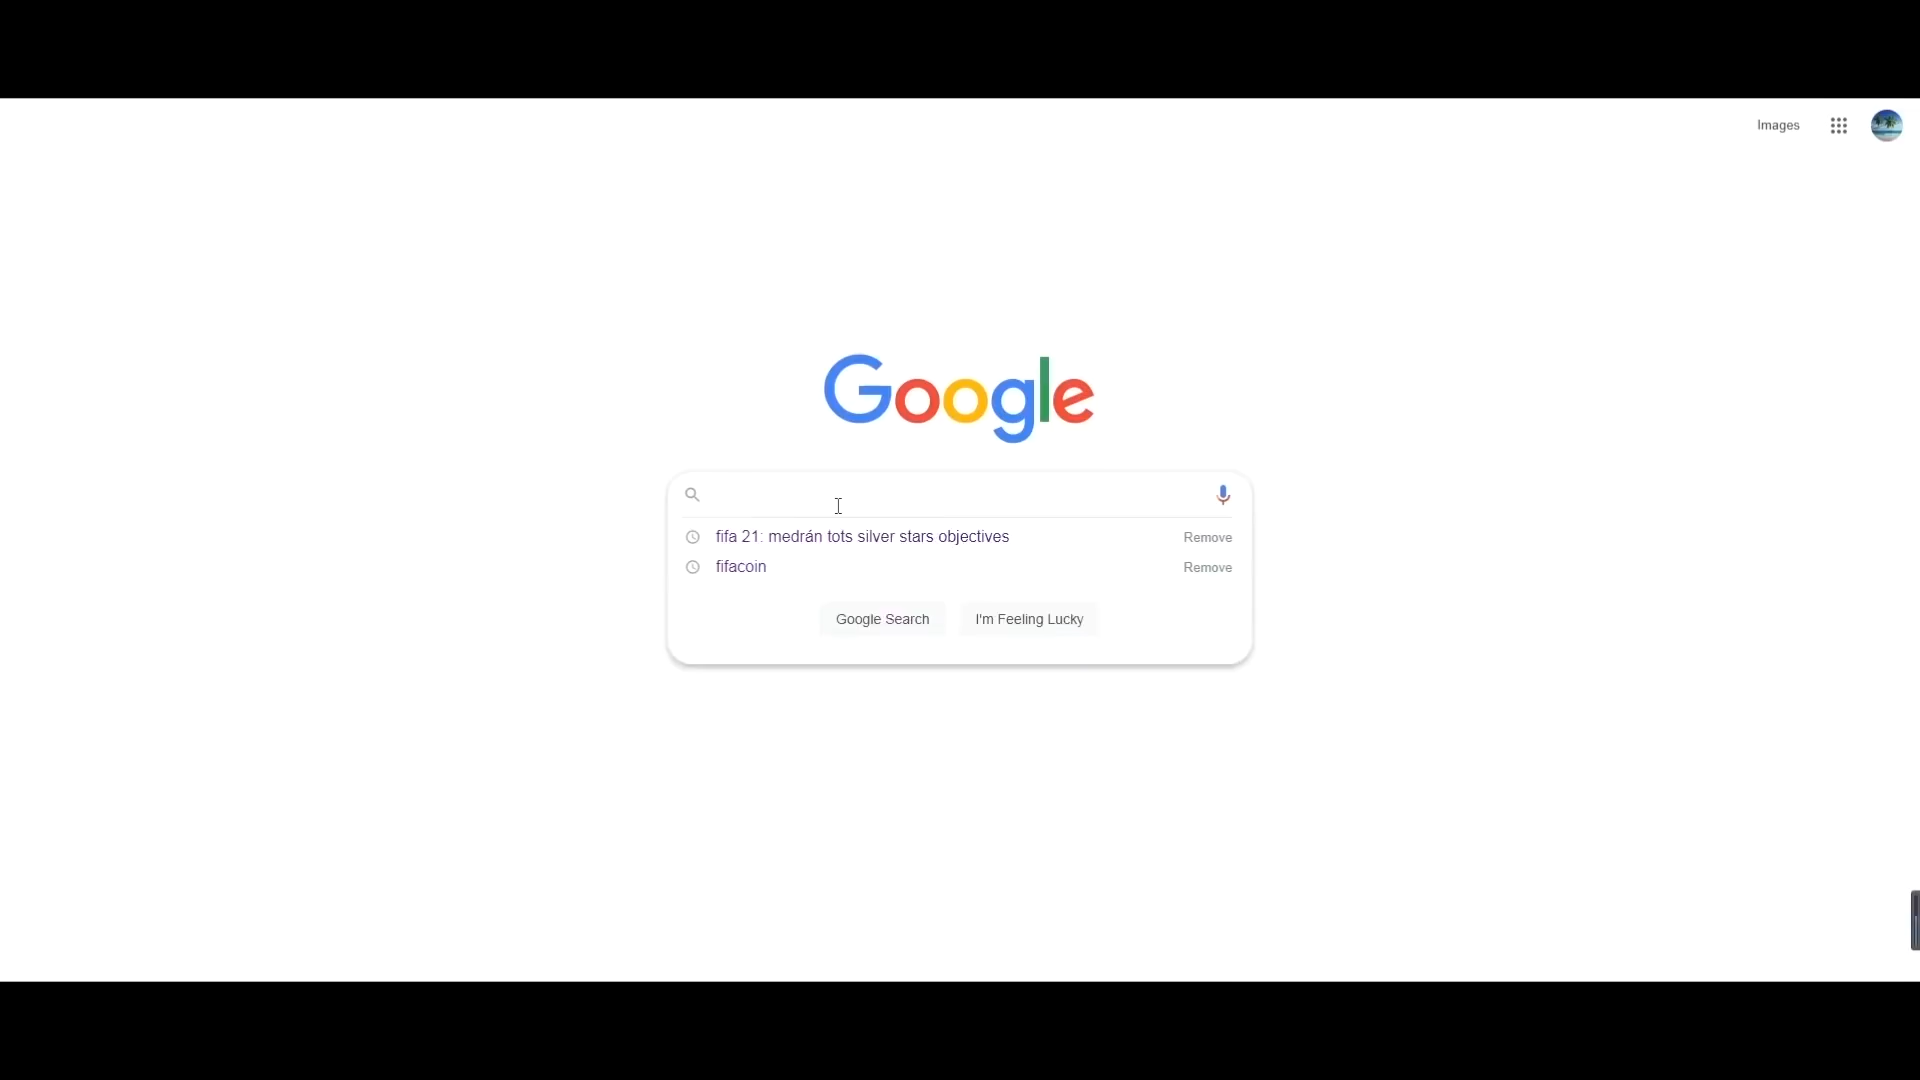 Images
Google
fifa 21: medrán tots silver stars objectives Remove
fifacoin Remove
Google Search I'm Feeling Lucky